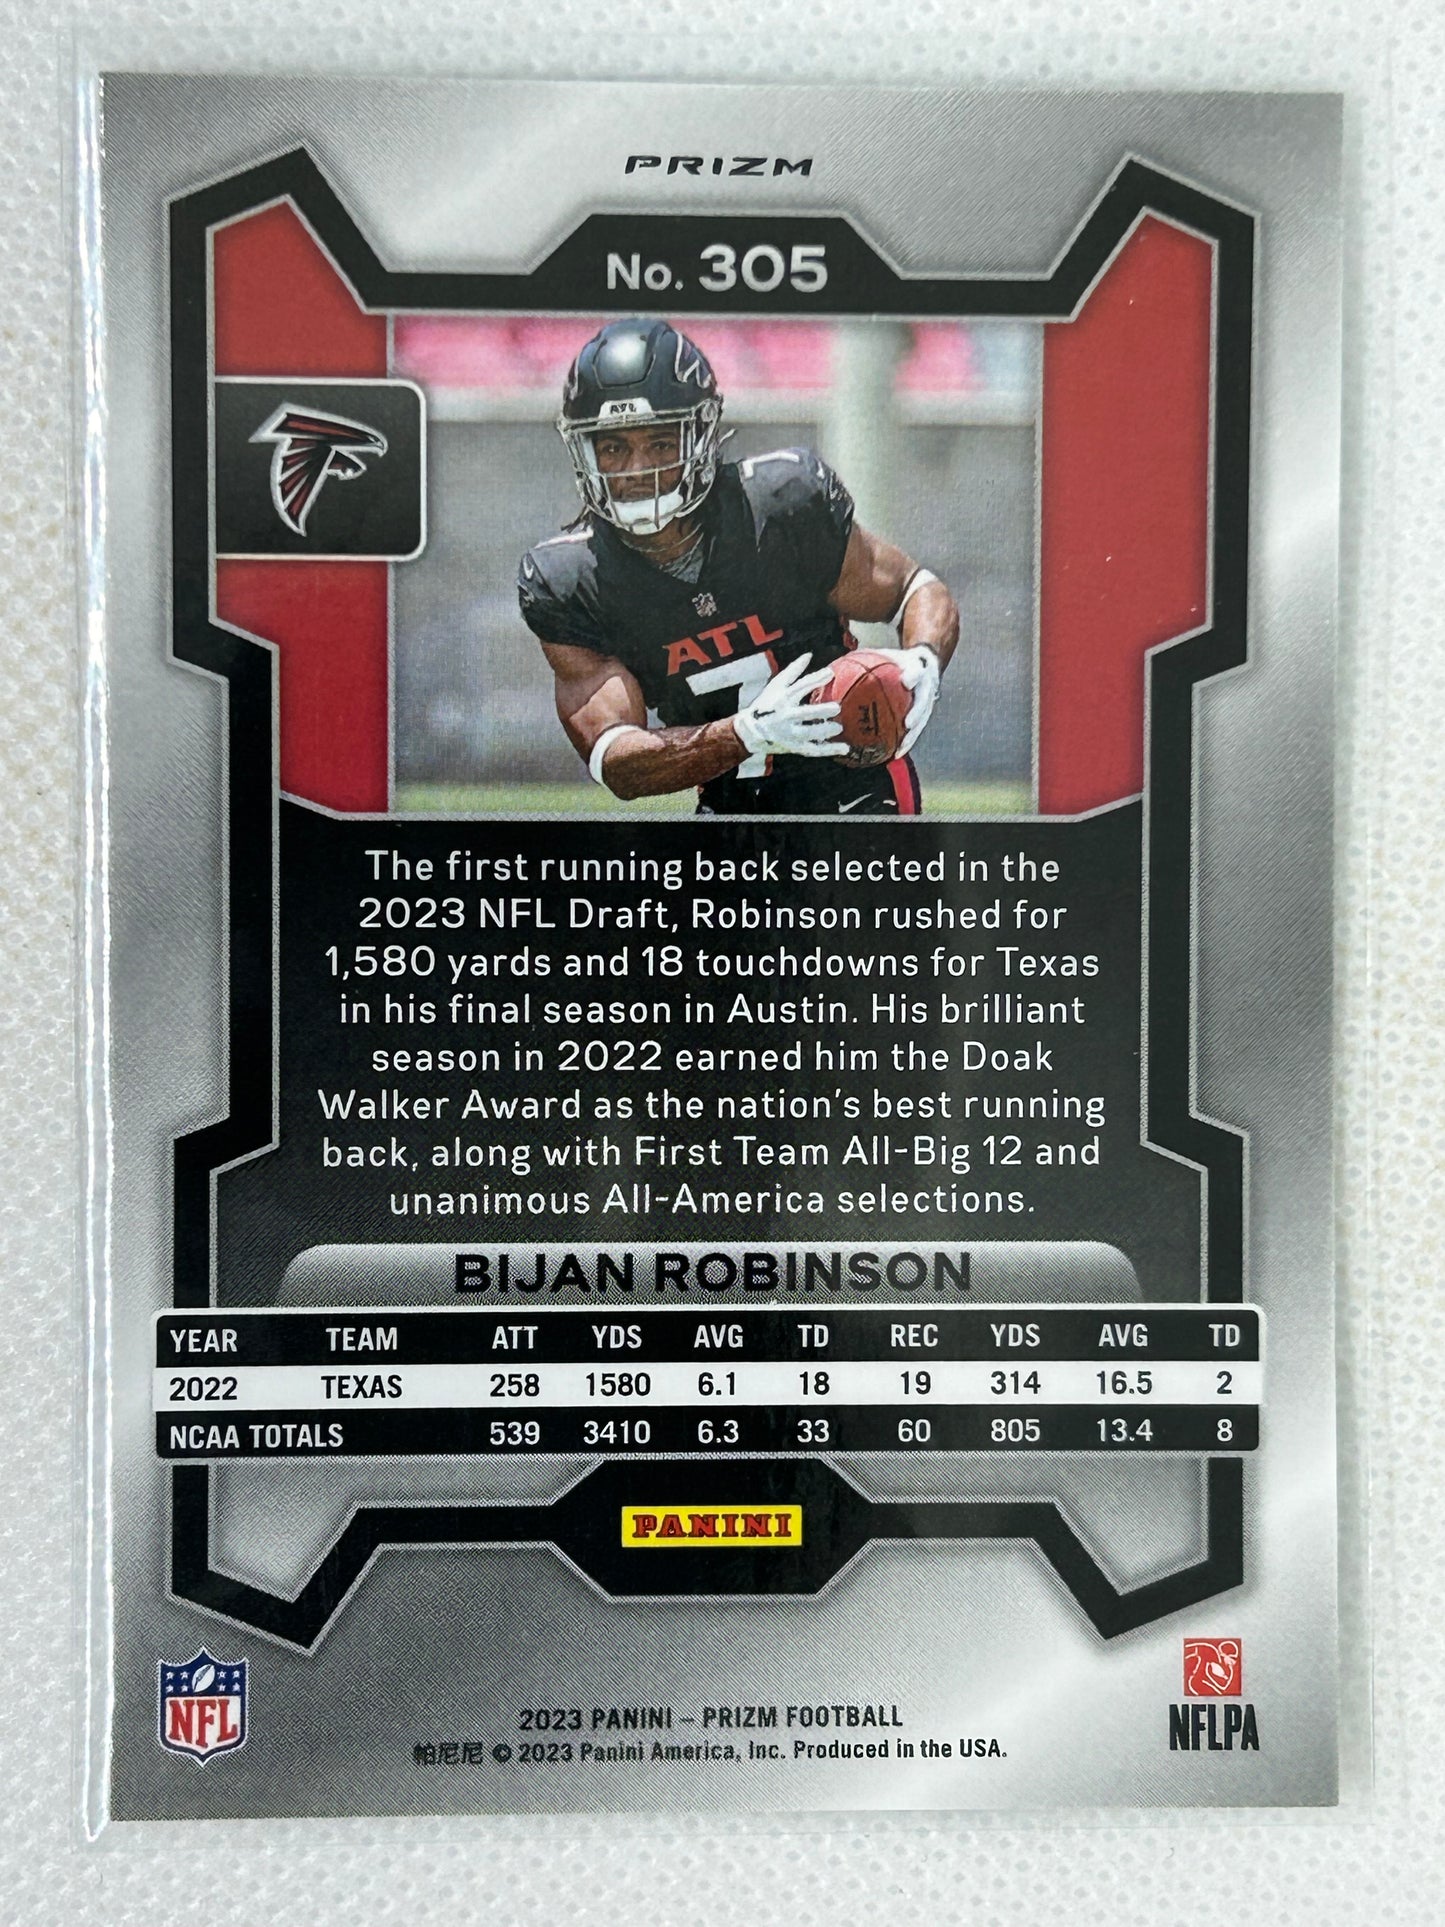 PRIZM
No. 305
ATL
ATL
7
7
The first running back selected in the
2023 NFL Draft, Robinson rushed for
1,580 yards and 18 touchdowns for Texas
in his final season in Austin. His brilliant
season in 2022 earned him the Doak
Walker Award as the nation's best running
back, along with First Team All-Big 12 and
unanimous All-America selections.
BIJAN ROBINSON
YEAR TEAM ATT YDS AVG TD REC YDS AVG TD
2022 TEXAS 258 1580 6.1 18 19 314 16.5 2
NCAA TOTALS 539 3410 6.3 33 60 805 13.4 8
PANINI
NFL
NFLPA
2023 PANINI – PRIZM FOOTBALL
帕尼尼 © 2023 Panini America, Inc. Produced in the USA.